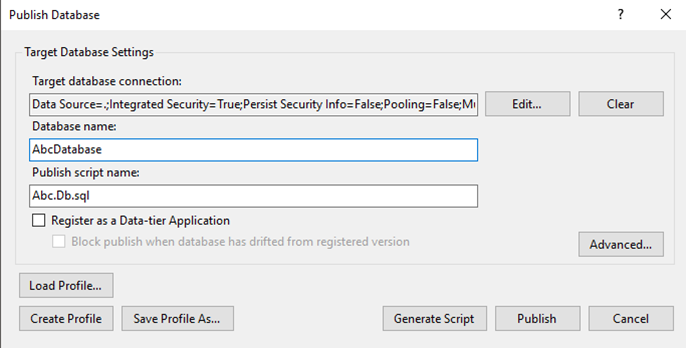 Publish Database
Target Database Settings
Target database connection:
Data Source=.;Integrated Security=True;Persist Security Info=False;Pooling=False;
Edit...
Clear
Database name:
AbcDatabase
Publish script name:
Abc.Db.sql
Register as a Data-tier Application
Block publish when database has drifted from registered version
Advanced...
Load Profile...
Create Profile
Save Profile As...
Generate Script
Publish
Cancel